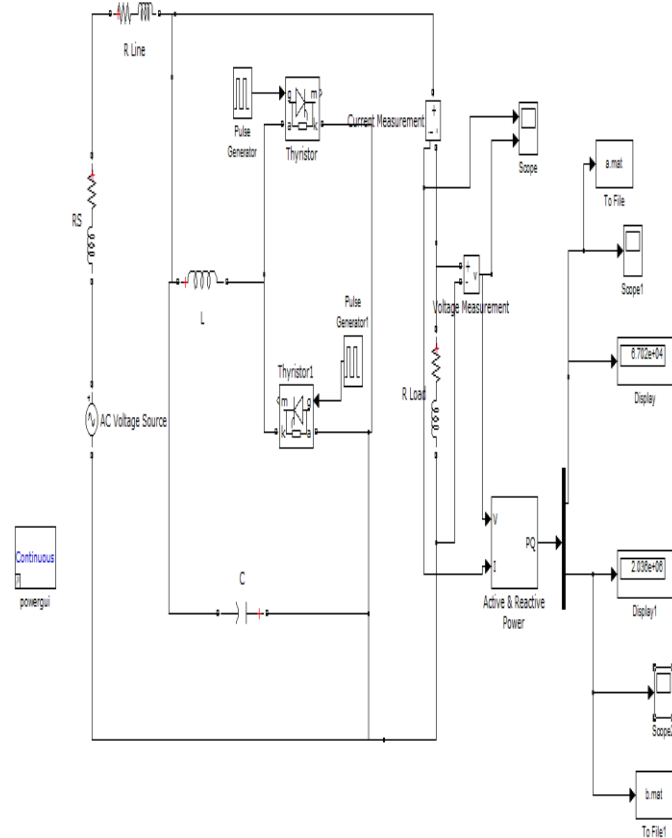 R Line
g m
a k
Pulse
Generator
Thyristor
Current Measurement
+
-
Scope
a.mat
To File
RS
Scope1
+
-
v
Voltage Measurement
L
Pulse
Generator1
6.702e+04
Display
Thyristor1
m g
k a
R Load
+
AC Voltage Source
V
PQ
I
Active & Reactive
Power
Continuous
powergui
2.036e+06
Display1
C
Scope
b.mat
To File1